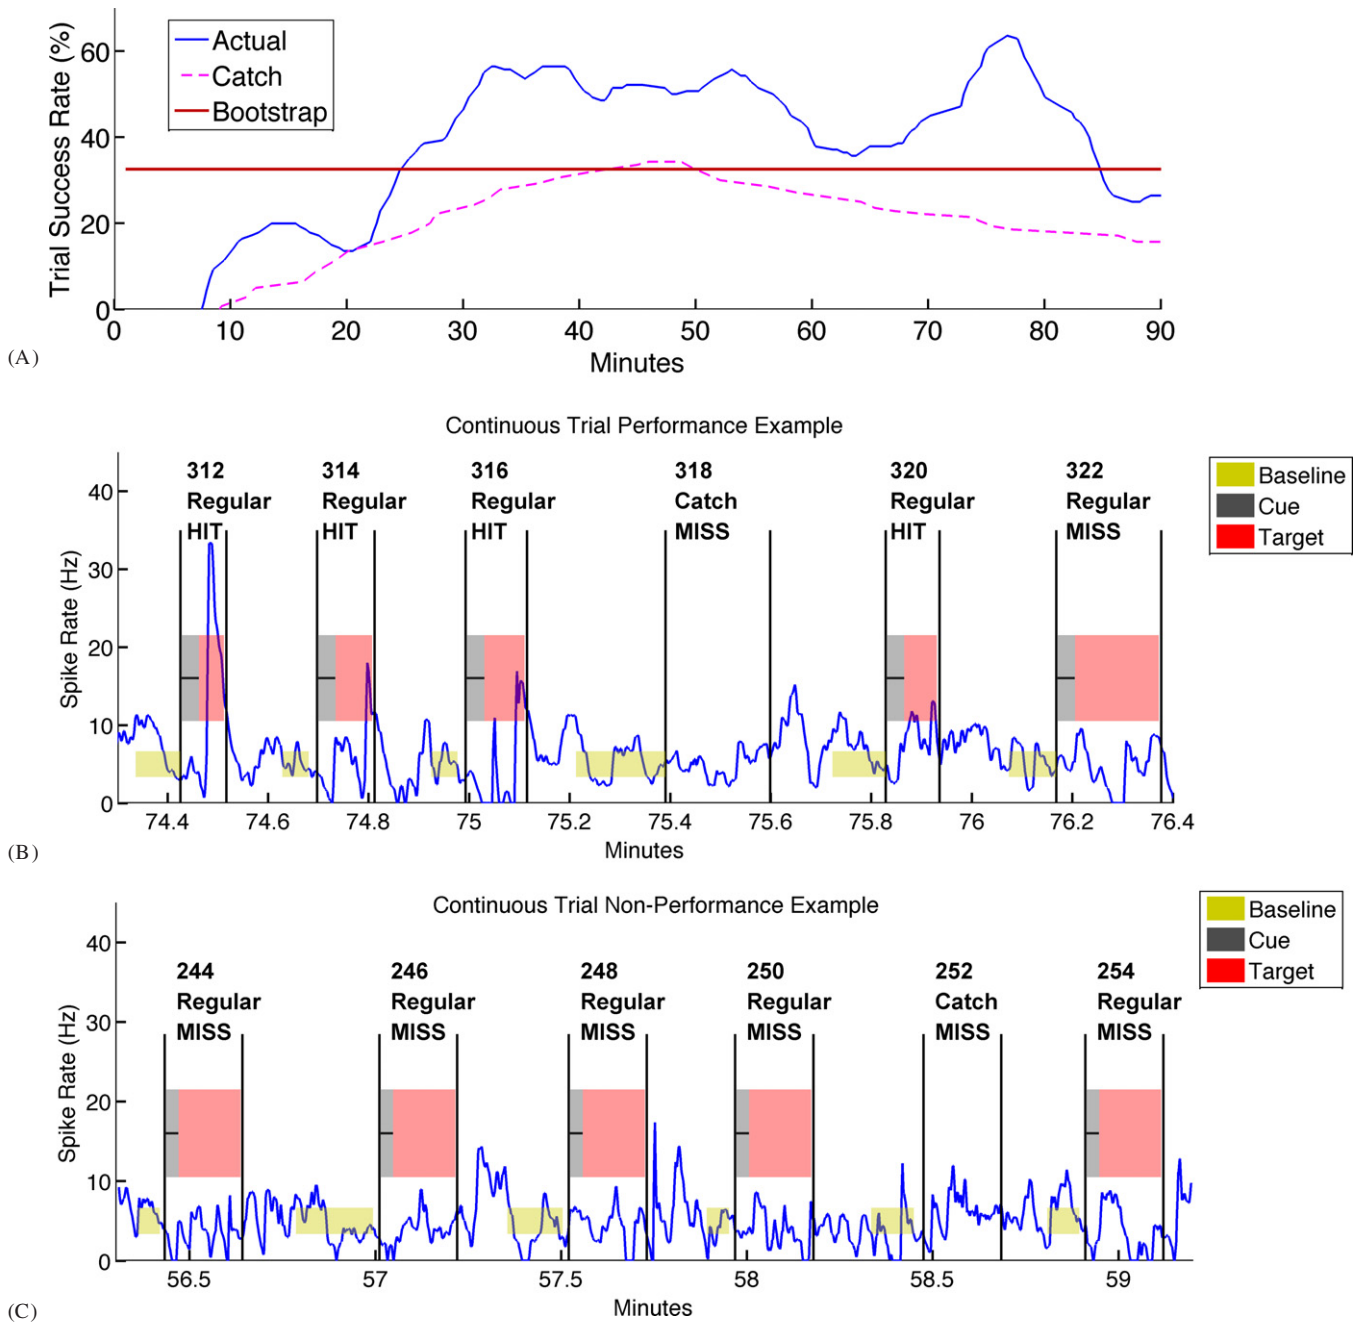 Trial Success Rate (%)
60
40
20
0
Actual
Catch
Bootstrap
0 10 20 30 40 50 60 70 80 90
Minutes
(A)
Continuous Trial Performance Example
Spike Rate (Hz)
40
30
20
10
0
312
Regular
HIT
314
Regular
HIT
316
Regular
HIT
318
Catch
MISS
320
Regular
HIT
322
Regular
MISS
Baseline
Cue
Target
74.4 74.6 74.8 75 75.2 75.4 75.6 75.8 76 76.2 76.4
Minutes
(B)
Continuous Trial Non-Performance Example
Spike Rate (Hz)
40
30
20
10
0
244
Regular
MISS
246
Regular
MISS
248
Regular
MISS
250
Regular
MISS
252
Catch
MISS
254
Regular
MISS
Baseline
Cue
Target
56.5 57 57.5 58 58.5 59
Minutes
(C)